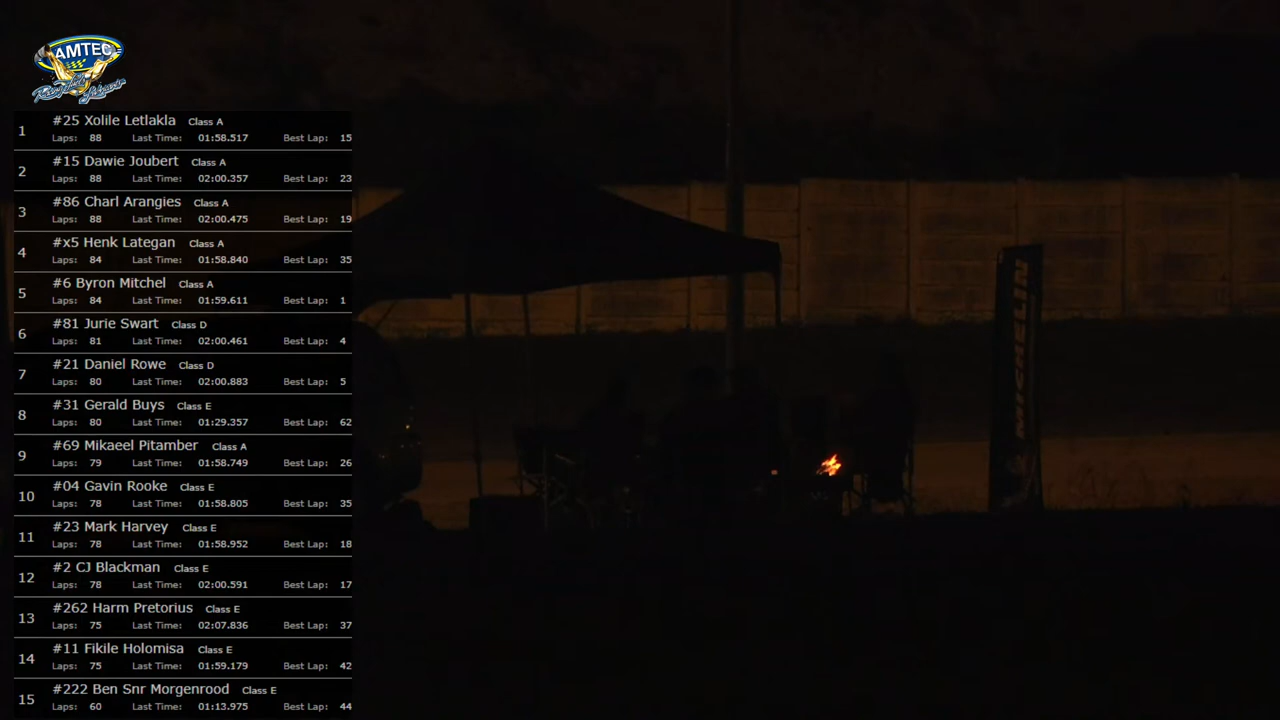 AMTEC
1 #25 Xolile Letlakla Class A
Laps: 88 Last Time: 01:58.517 Best Lap: 15
2 #15 Dawie Joubert Class A
Laps: 88 Last Time: 02:00.357 Best Lap: 23
3 #86 Charl Arangies Class A
Laps: 88 Last Time: 02:00.475 Best Lap: 19
4 #x5 Henk Lategan Class A
Laps: 84 Last Time: 01:58.840 Best Lap: 35
5 #6 Byron Mitchel Class A
Laps: 84 Last Time: 01:59.611 Best Lap: 1
6 #81 Jurie Swart Class D
Laps: 81 Last Time: 02:00.461 Best Lap: 4
7 #21 Daniel Rowe Class D
Laps: 80 Last Time: 02:00.883 Best Lap: 5
8 #31 Gerald Buys Class E
Laps: 80 Last Time: 01:29.357 Best Lap: 62
9 #69 Mikaeel Pitamber Class A
Laps: 79 Last Time: 01:58.749 Best Lap: 26
10 #04 Gavin Rooke Class E
Laps: 78 Last Time: 01:58.805 Best Lap: 35
11 #23 Mark Harvey Class E
Laps: 78 Last Time: 01:58.952 Best Lap: 18
12 #2 CJ Blackman Class E
Laps: 78 Last Time: 02:00.591 Best Lap: 17
13 #262 Harm Pretorius Class E
Laps: 75 Last Time: 02:07.836 Best Lap: 37
14 #11 Fikile Holomisa Class E
Laps: 75 Last Time: 01:59.179 Best Lap: 42
15 #222 Ben Snr Morgenrood Class E
Laps: 60 Last Time: 01:13.975 Best Lap: 44
MICHELIN